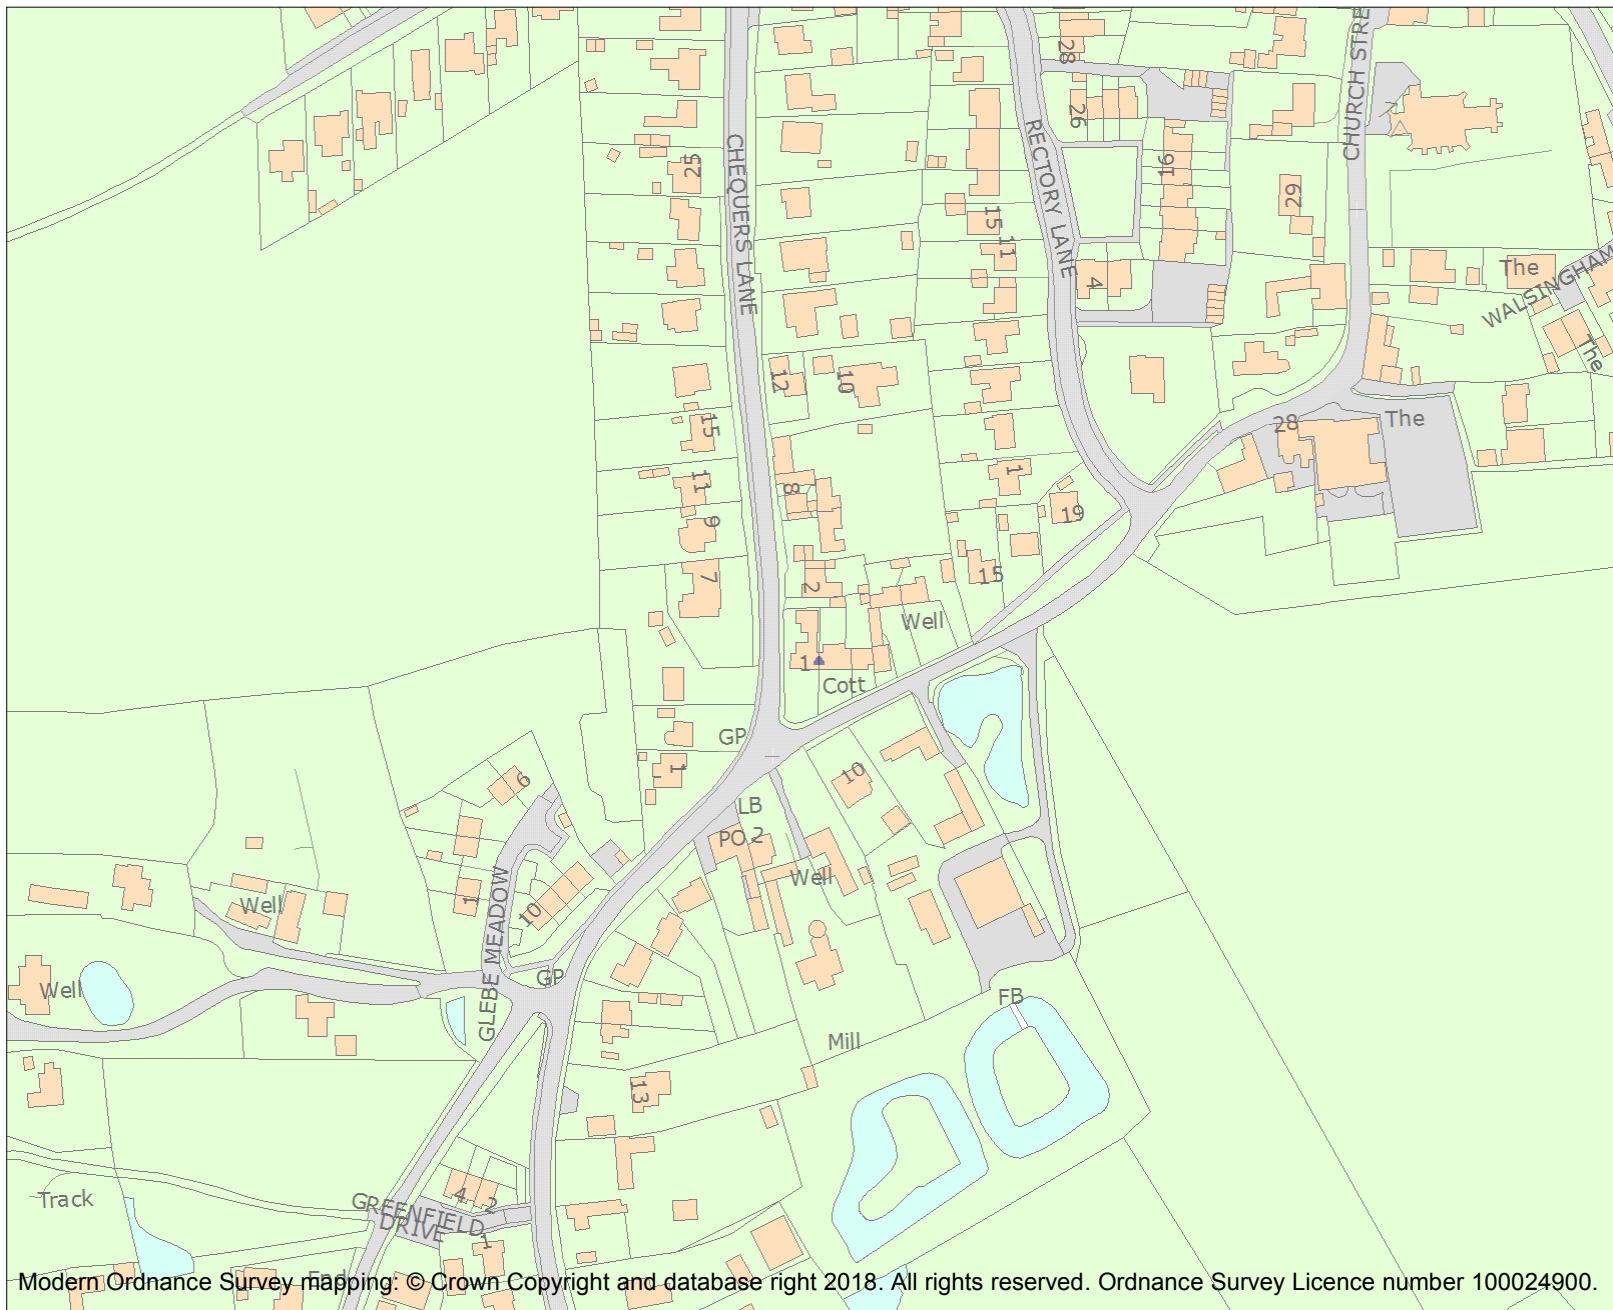 CHURCH STRE
28
26
RECTORY LANE
CHEQUERS LANE
25
16
29
15
11
4
The
WALSINGHAM
The
12
10
15
28
The
11
1
8
9
19
7
2
15
Well
1
Cott
GP
1
6
10
LB
PO
2
Well
1
10
GLEBE MEADOW
Well
Well
GP
FB
Mill
13
Track
4
2
GREENFIELD
DRIVE
1
End
Modern Ordnance Survey mapping: © Crown Copyright and database right 2018. All rights reserved. Ordnance Survey Licence number 100024900.